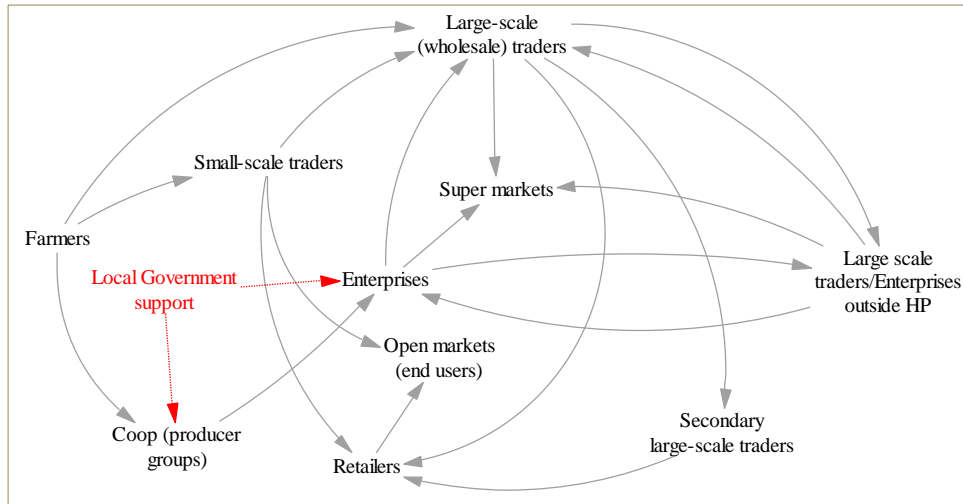 Large-scale
(wholesale) traders
Small-scale traders
Super markets
Farmers
Local Government
support
Enterprises
Large scale
traders/Enterprises
outside HP
Open markets
(end users)
Coop (producer
groups)
Retailers
Secondary
large-scale traders